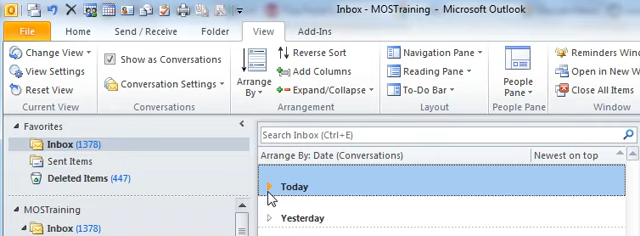 Inbox - MOSTraining - Microsoft Outlook
File Home Send / Receive Folder View Add-Ins
Change View Show as Conversations Reverse Sort Navigation Pane Reminders Window
View Settings Conversation Settings Arrange By Add Columns Reading Pane People Pane Open in New W
Reset View Expand/Collapse To-Do Bar Close All Items
Current View Conversations Arrangement Layout People Pane Window
Favorites
Search Inbox (Ctrl+E)
Inbox (1378)
Arrange By: Date (Conversations) Newest on top
Sent Items
Deleted Items (447)
Today
MOSTraining
Yesterday
Inbox (1378)